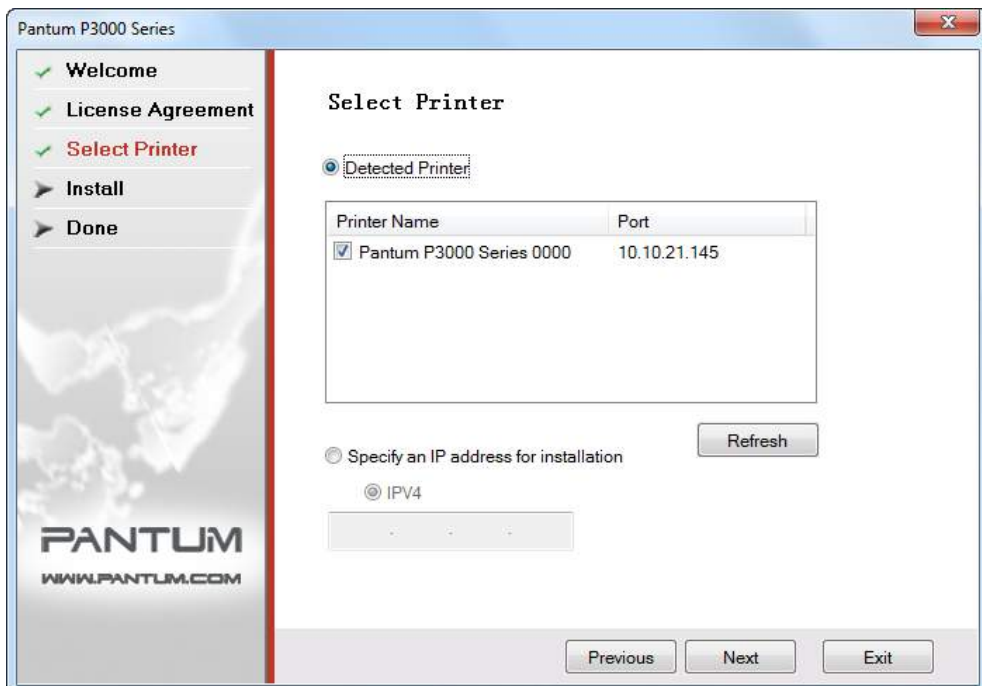 Pantum P3000 Series
Welcome
License Agreement
Select Printer
Install
Done
PANTUM
WWW.PANTUM.COM
Select Printer
Detected Printer
Printer Name Port
Pantum P3000 Series 0000 10.10.21.145
Refresh
Specify an IP address for installation
IPV4
. . .
Previous Next Exit